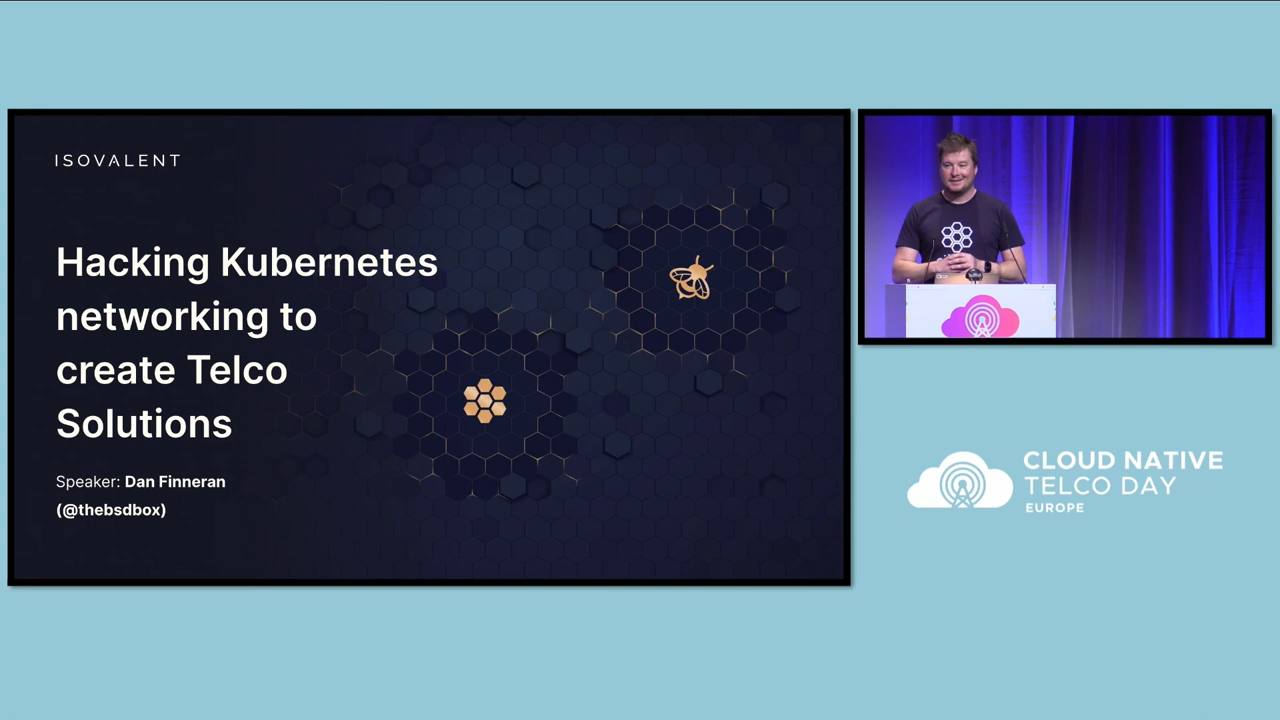 ISOVALENT
Hacking Kubernetes
networking to
create Telco
Solutions
Speaker: Dan Finneran
(@thebsdbox)
CLOUD NATIVE
TELCO DAY
EUROPE